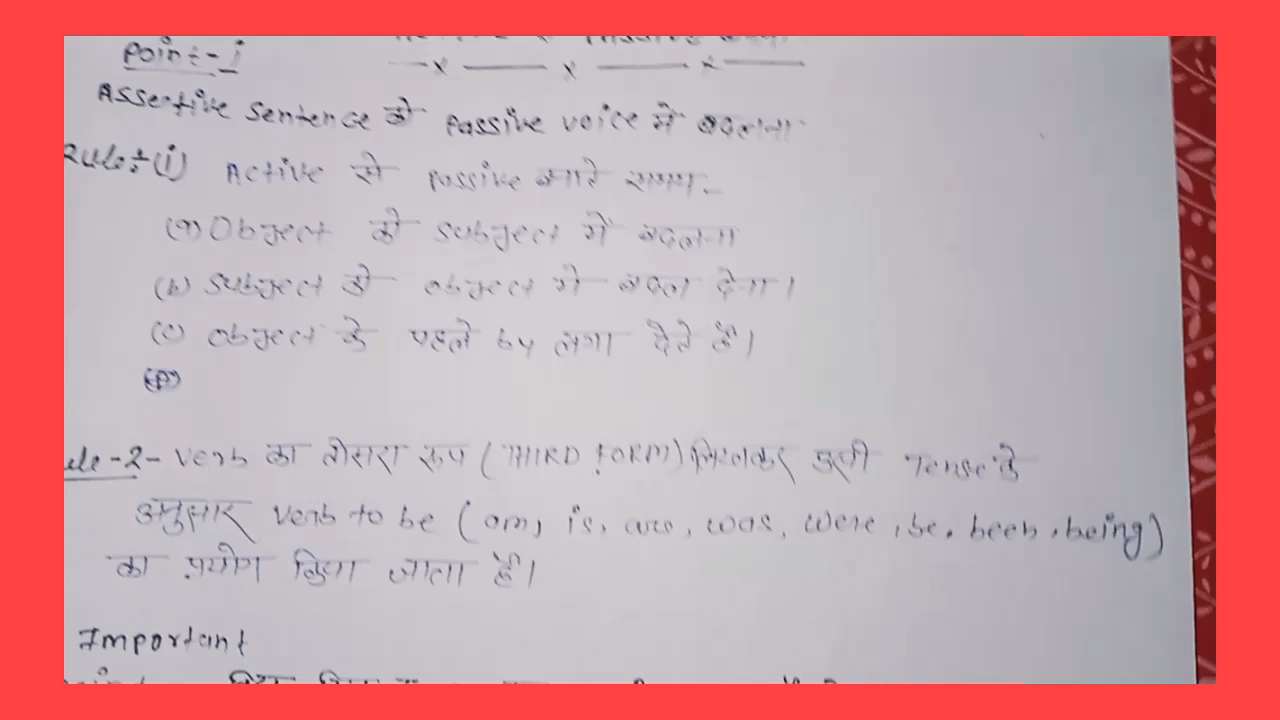 Point-i
Assertive sentence को Passive voice में बदलना
Rule:-(i) Active से Passive बनाते समय-
(a) Object को subject में बदलना
(b) subject को object में बदल देना।
(c) object के पहले by लगा देते हैं।
Rule-2- Verb का तीसरा रूप (THIRD FORM) लिखकर उसी Tense के
अनुसार verb to be (am, is, are, was, were, be, been, being)
का प्रयोग किया जाता हैं।
Important